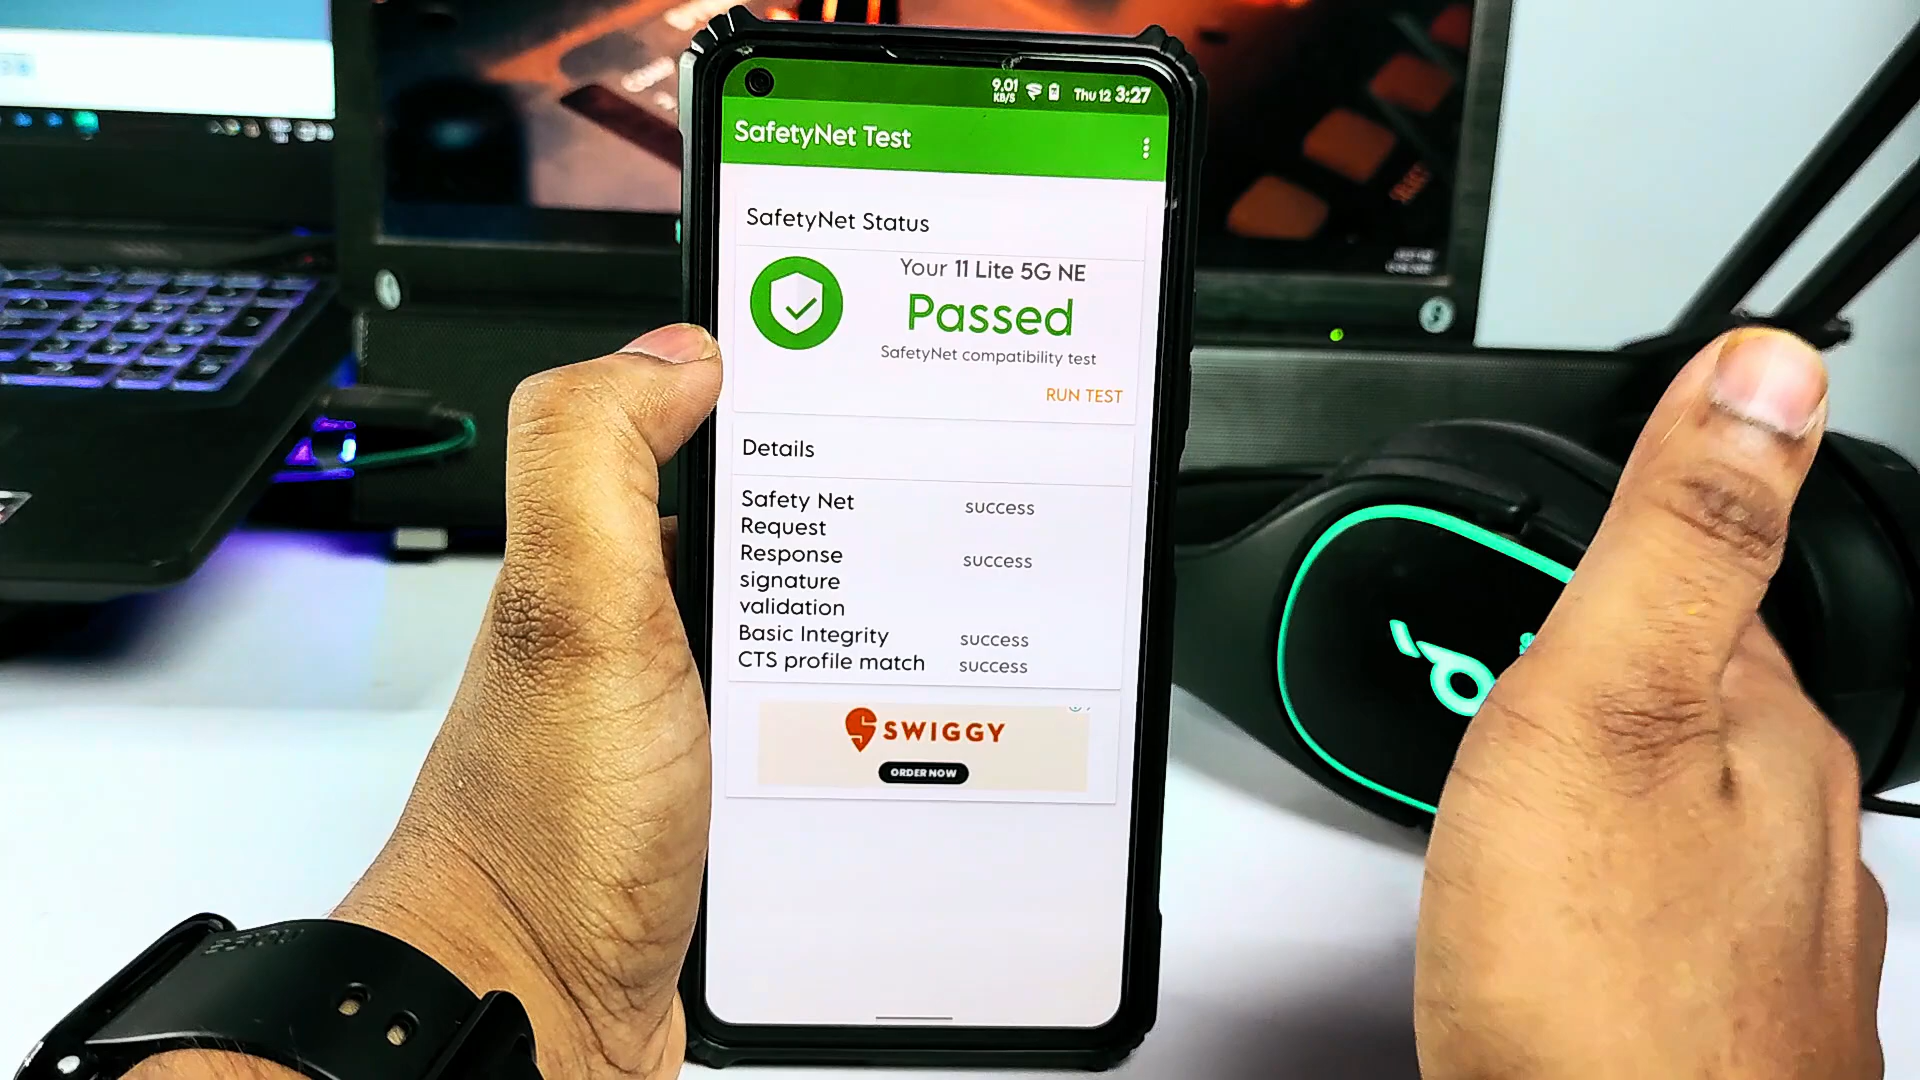 9.01
KB/S
Thu 12 3:27
SafetyNet Test
SafetyNet Status
Your 11 Lite 5G NE
Passed
SafetyNet compatibility test
RUN TEST
Details
Safety Net Request success
Response signature validation success
Basic Integrity success
CTS profile match success
SWIGGY
ORDER NOW